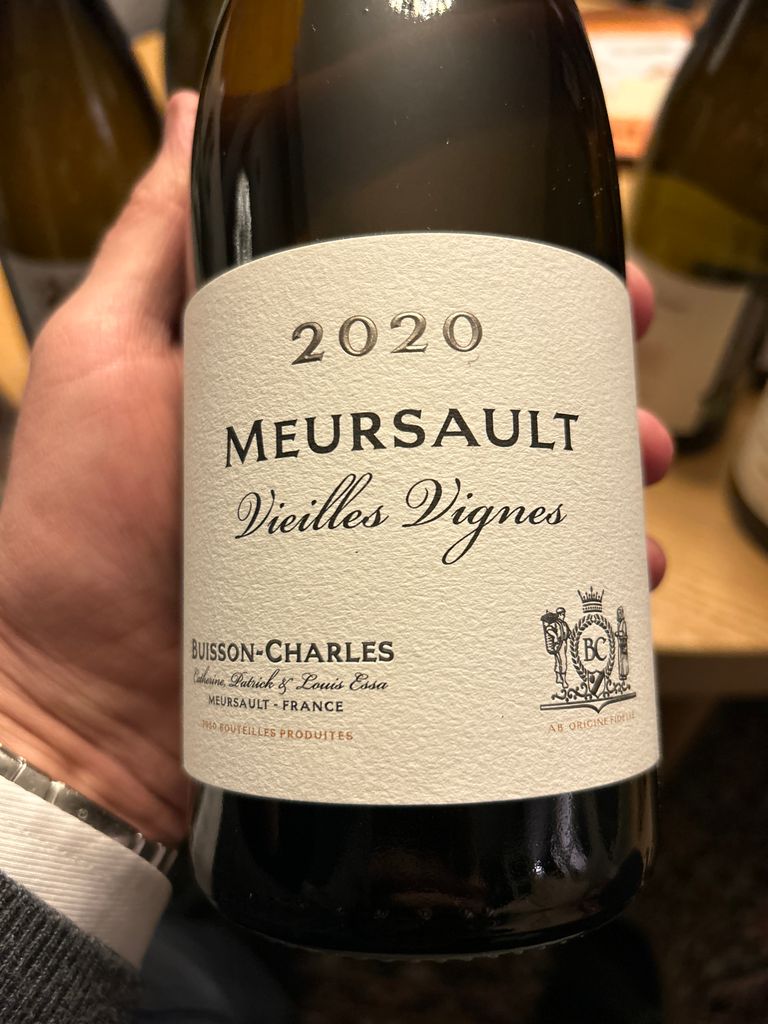 2020
MEURSAULT
Vieilles Vignes
BUISSON-CHARLES
Catherine, Patrick & Louis Essa
MEURSAULT - FRANCE
BOUTEILLES PRODUITES
BC
AB ORIGINE FIDELIS